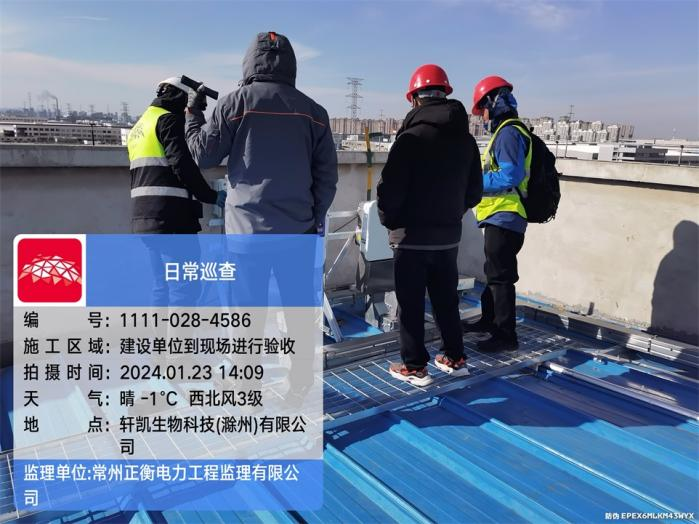 日常巡查
编号：1111-028-4586
施工区域：建设单位到现场进行验收
拍摄时间：2024.01.23 14:09
天气：晴 -1°C 西北风3级
地点：轩凯生物科技(滁州)有限公
司
监理单位:常州正衡电力工程监理有限公
司
防伪 EPEX6MLKM43WYX